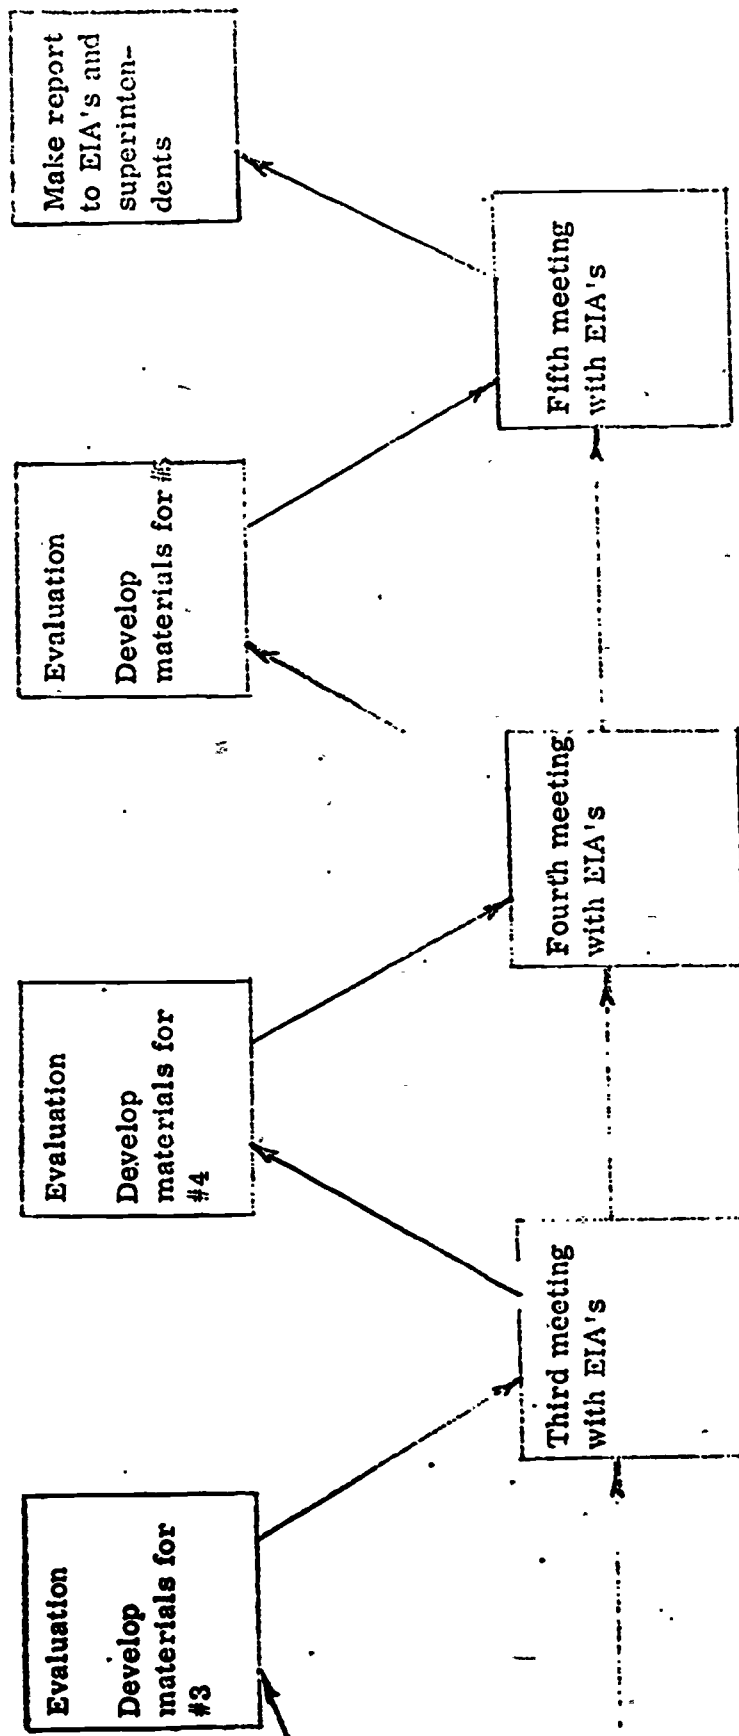 Evaluation
Develop
materials for
#3
Evaluation
Develop
materials for
#4
Evaluation
Develop
materials for
Make report
to EIA's and
superinten-
dents
Third meeting
with EIA's
Fourth meeting
with EIA's
Fifth meeting
with EIA's